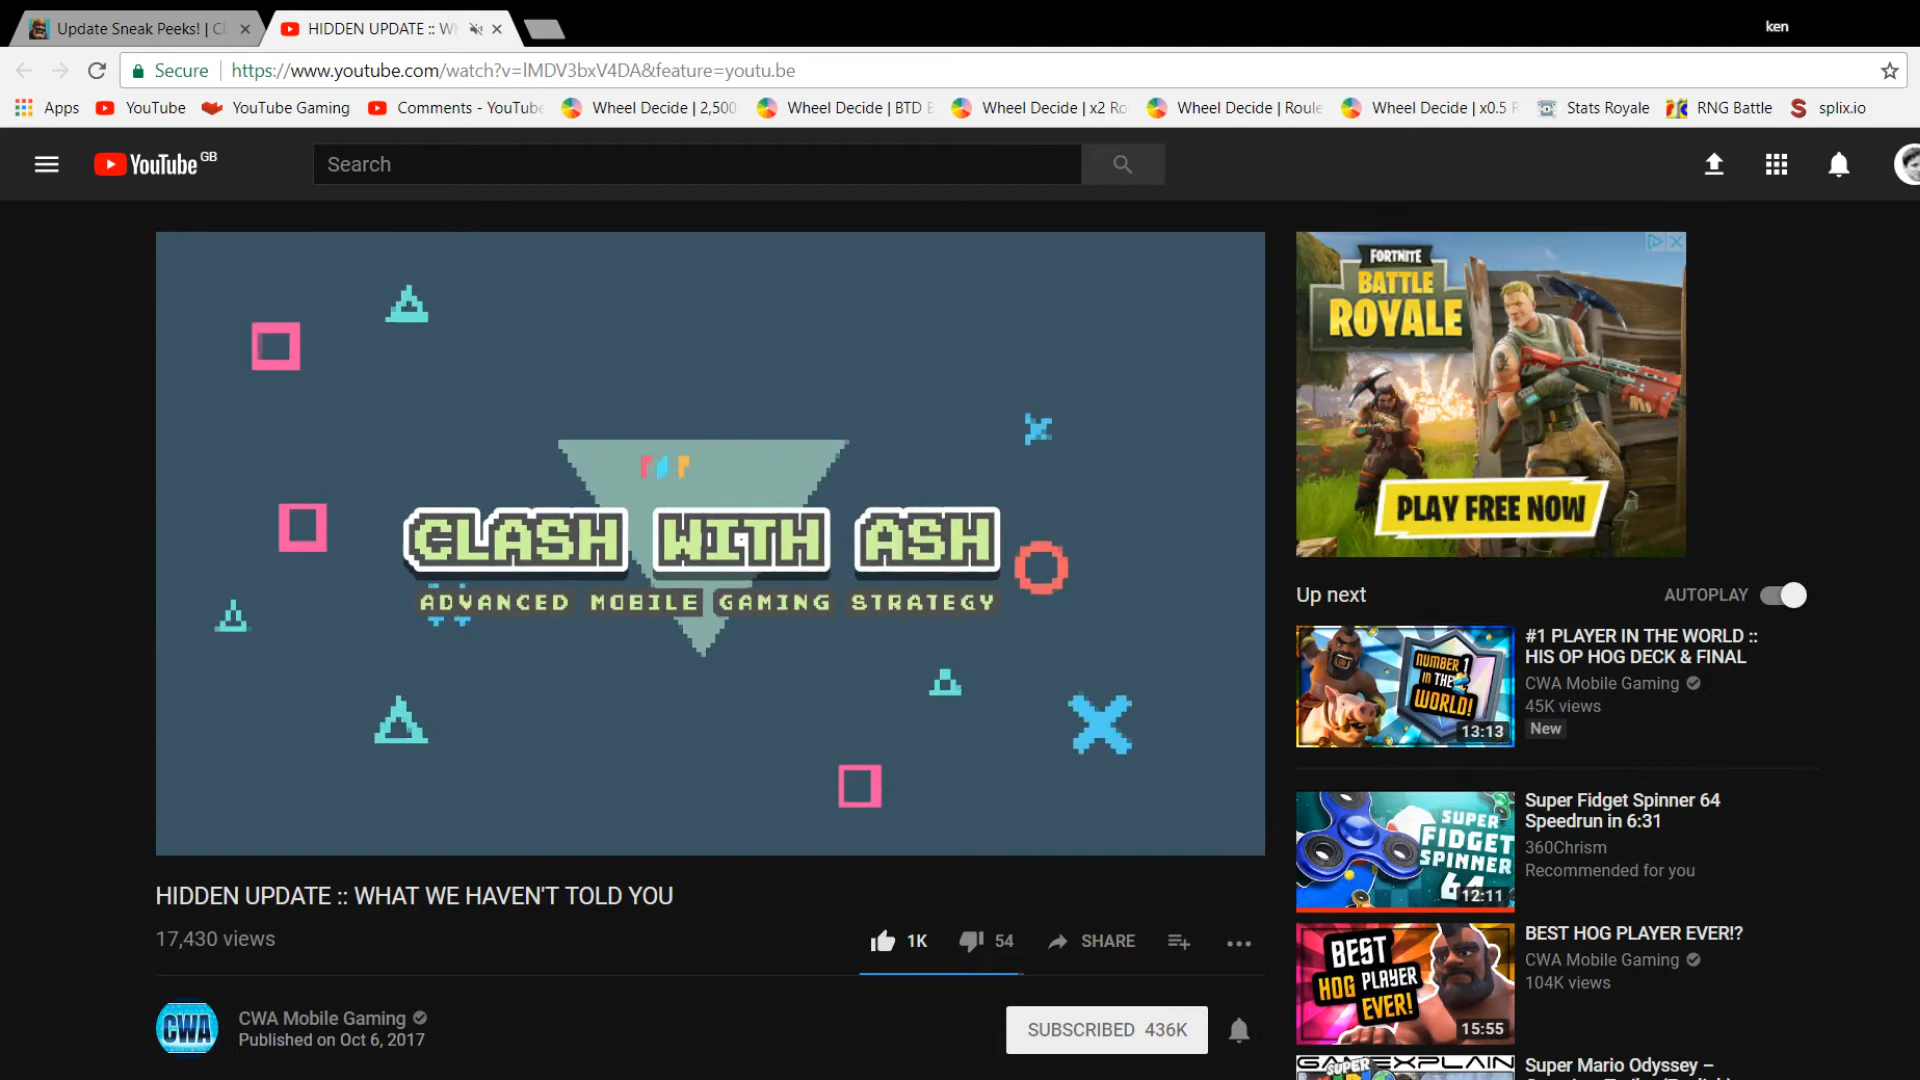 Update Sneak Peeks! | Cl
HIDDEN UPDATE :: W
ken
Secure
https://www.youtube.com/watch?v=lMDV3bxV4DA&feature=youtu.be
Apps
YouTube
YouTube Gaming
Comments - YouTube
Wheel Decide | 2,500
Wheel Decide | BTD B
Wheel Decide | x2 Ro
Wheel Decide | Roule
Wheel Decide | x0.5 R
Stats Royale
RNG Battle
splix.io
YouTube GB
Search
CLASH WITH ASH
ADVANCED MOBILE GAMING STRATEGY
FORTNITE
BATTLE
ROYALE
PLAY FREE NOW
Up next
AUTOPLAY
NUMBER 1
IN THE
WORLD!
13:13
#1 PLAYER IN THE WORLD ::
HIS OP HOG DECK & FINAL
CWA Mobile Gaming
45K views
New
SUPER
FIDGET
SPINNER
64
12:11
Super Fidget Spinner 64
Speedrun in 6:31
360Chrism
Recommended for you
BEST
HOG PLAYER
EVER!
15:55
BEST HOG PLAYER EVER!?
CWA Mobile Gaming
104K views
GAMEXPLAIN
SUPER
Super Mario Odyssey –
HIDDEN UPDATE :: WHAT WE HAVEN'T TOLD YOU
17,430 views
1K
54
SHARE
CWA
CWA Mobile Gaming
Published on Oct 6, 2017
SUBSCRIBED 436K